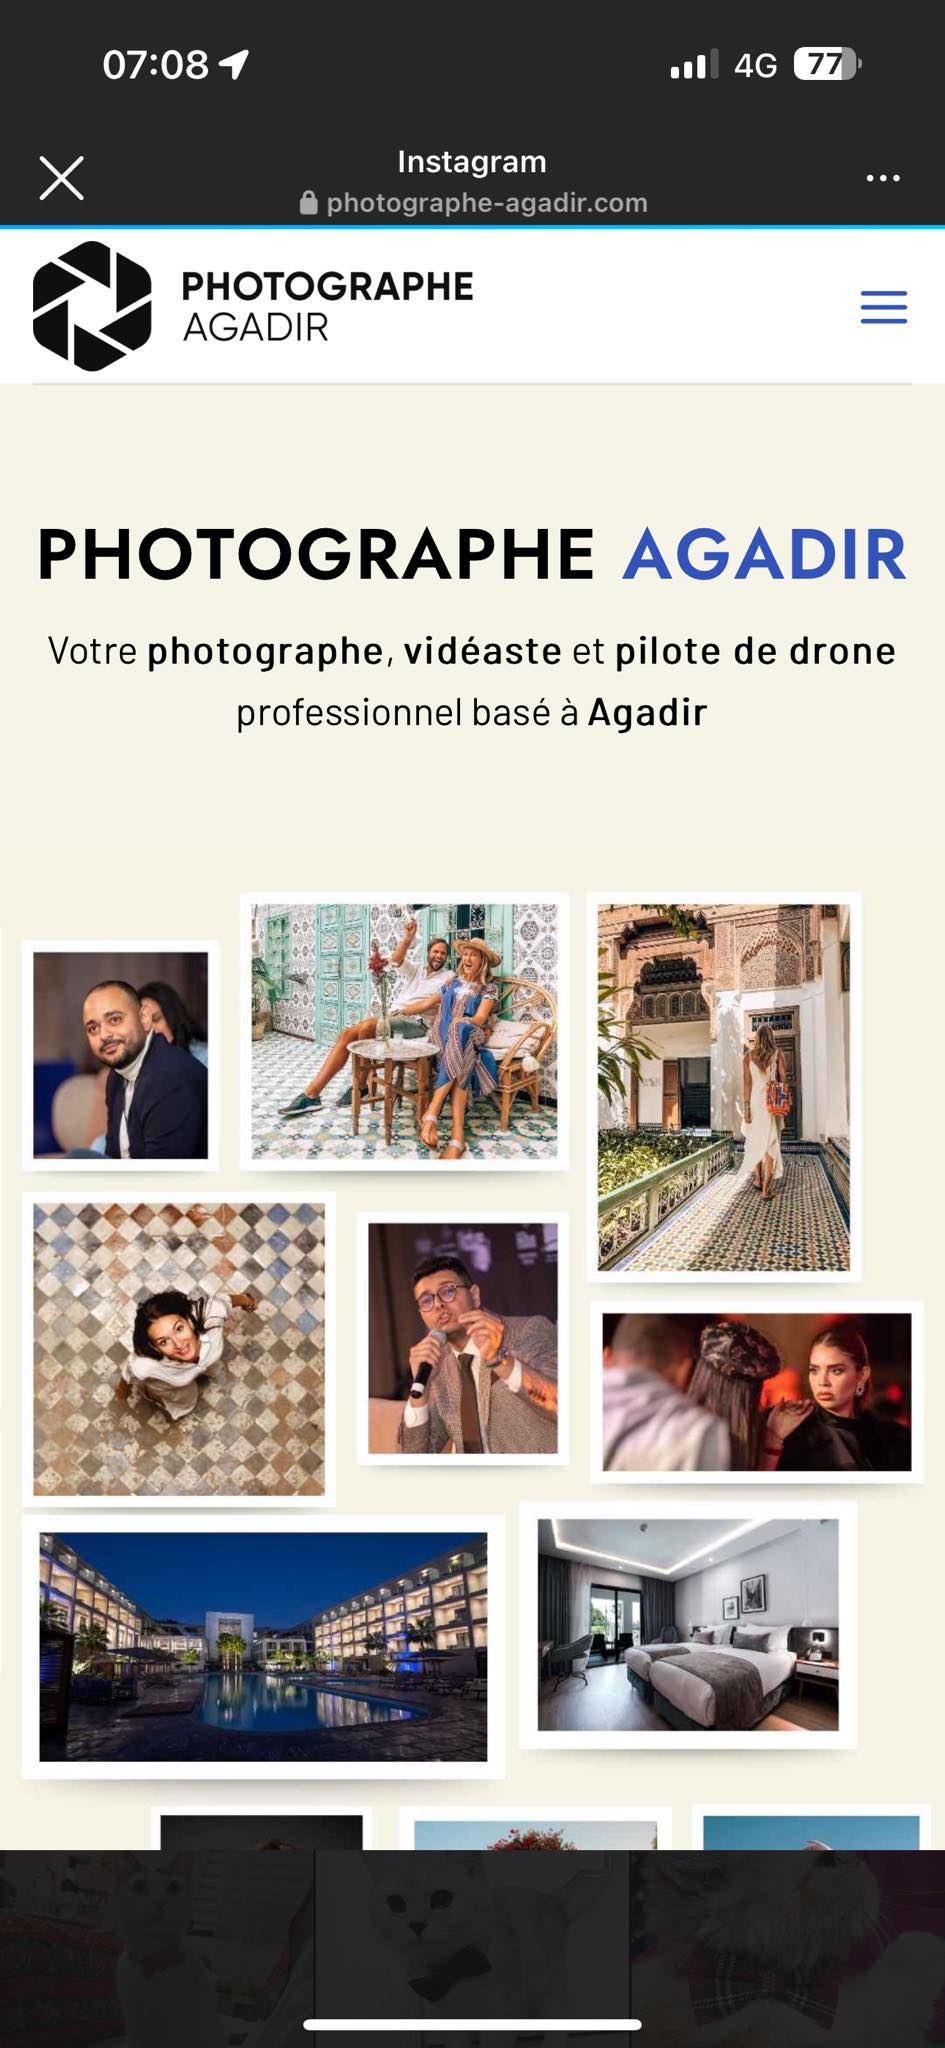 07:08
4G
77
Instagram
photographe-agadir.com
PHOTOGRAPHE
AGADIR
PHOTOGRAPHE AGADIR
Votre photographe, vidéaste et pilote de drone
professionnel basé à Agadir